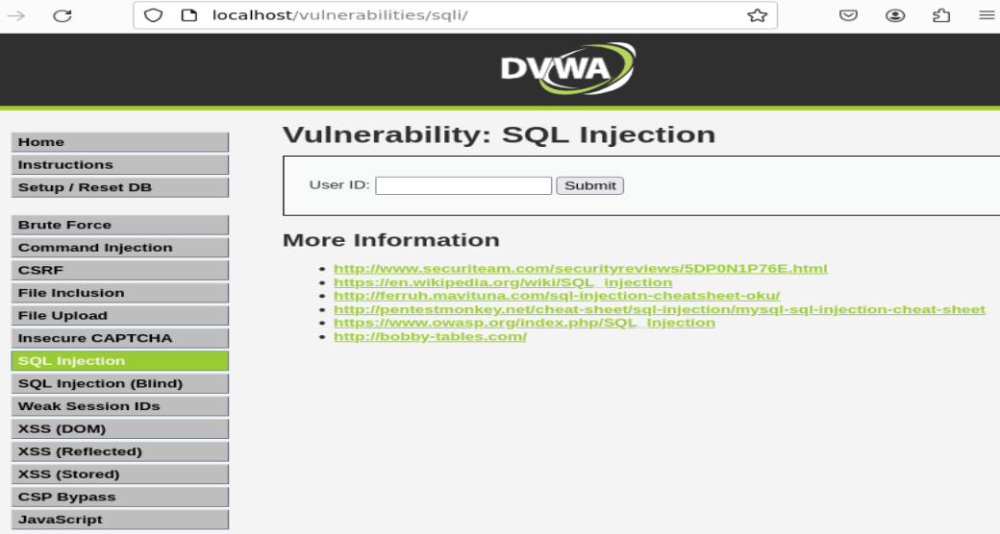 localhost/vulnerabilities/sqli/
DVWA
Home
Instructions
Setup / Reset DB
Brute Force
Command Injection
CSRF
File Inclusion
File Upload
Insecure CAPTCHA
SQL Injection
SQL Injection (Blind)
Weak Session IDs
XSS (DOM)
XSS (Reflected)
XSS (Stored)
CSP Bypass
JavaScript
Vulnerability: SQL Injection
User ID: Submit
More Information
http://www.securiteam.com/securityreviews/5DP0N1P76E.html
https://en.wikipedia.org/wiki/SQL_injection
http://ferruh.mavituna.com/sql-injection-cheatsheet-oku/
http://pentestmonkey.net/cheat-sheet/sql-injection/mysql-sql-injection-cheat-sheet
https://www.owasp.org/index.php/SQL_Injection
http://bobby-tables.com/